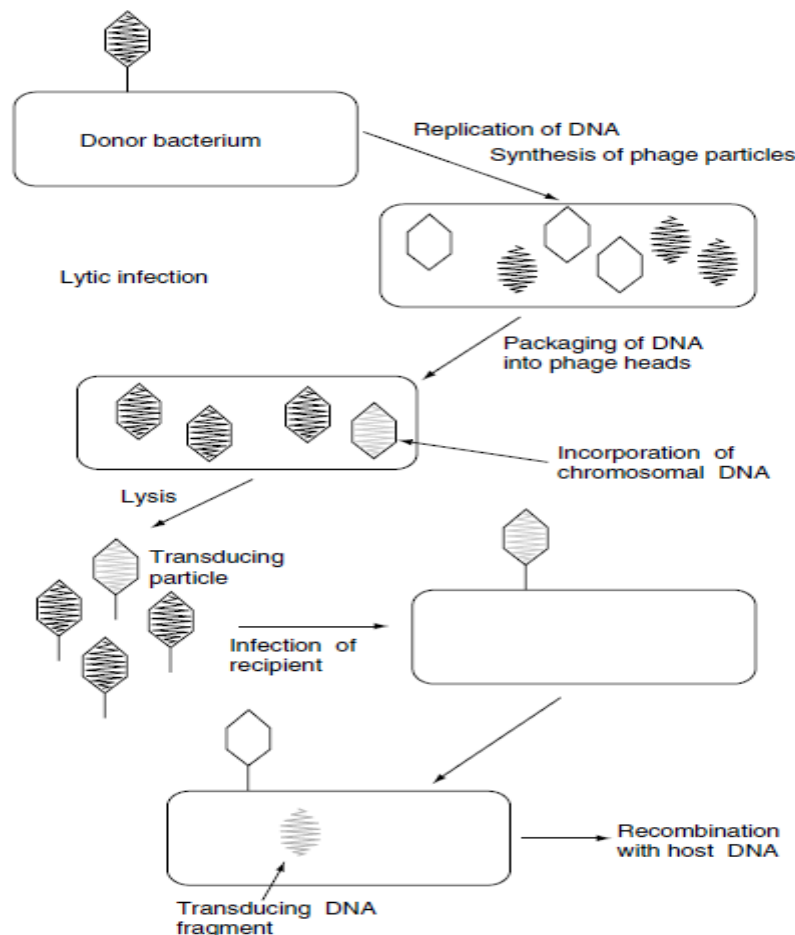 Donor bacterium
Replication of DNA
Synthesis of phage particles
Lytic infection
Packaging of DNA
into phage heads
Incorporation of
chromosomal DNA
Lysis
Transducing
particle
Infection of
recipient
Recombination
with host DNA
Transducing DNA
fragment